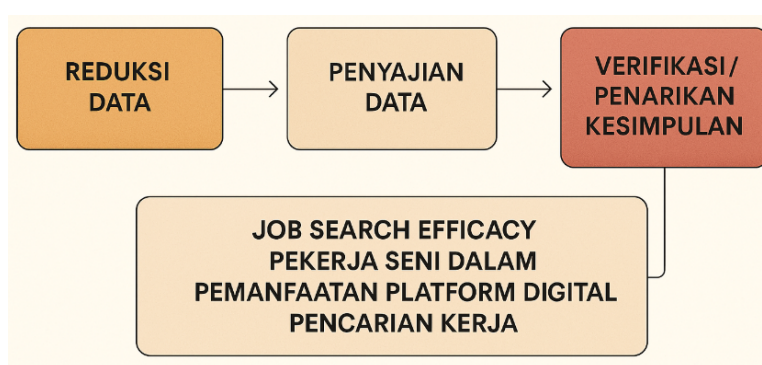 REDUKSI
DATA
PENYAJIAN
DATA
VERIFIKASI/
PENARIKAN
KESIMPULAN
JOB SEARCH EFFICACY
PEKERJA SENI DALAM
PEMANFAATAN PLATFORM DIGITAL
PENCARIAN KERJA